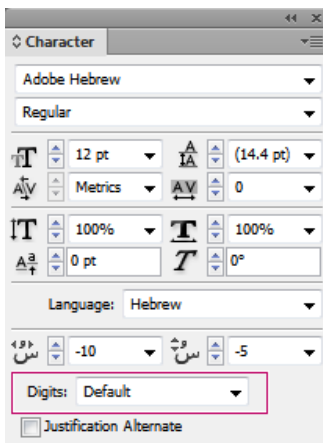 Character
Adobe Hebrew
Regular
12 pt (14.4 pt)
Metrics 0
100% 100%
0 pt 0°
Language: Hebrew
-10 -5
Digits: Default
Justification Alternate